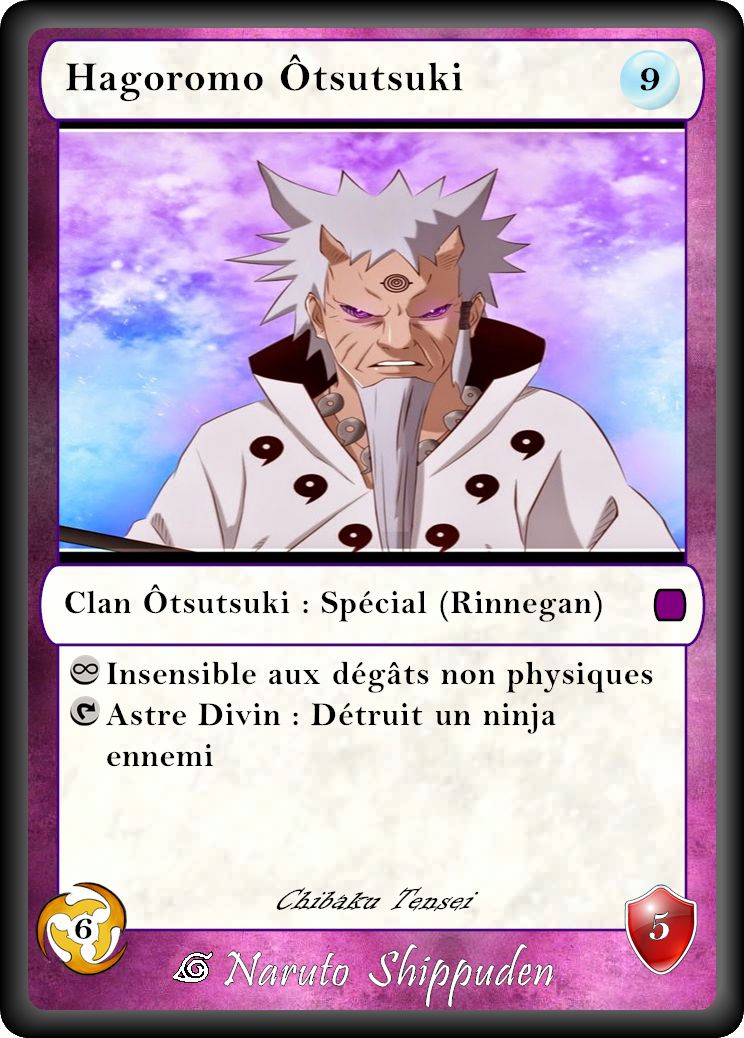 Hagoromo Ôtsutsuki
9
Clan Ôtsutsuki : Spécial (Rinnegan)
Insensible aux dégâts non physiques
Astre Divin : Détruit un ninja
ennemi
Chibaku Tensei
6
5
Naruto Shippuden